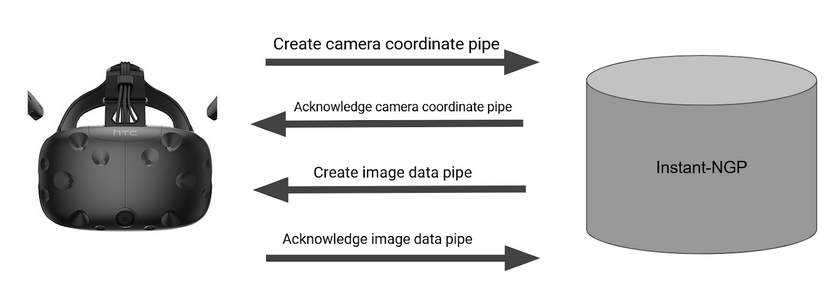 Create camera coordinate pipe
Acknowledge camera coordinate pipe
hTC
Create image data pipe
Instant-NGP
Acknowledge image data pipe